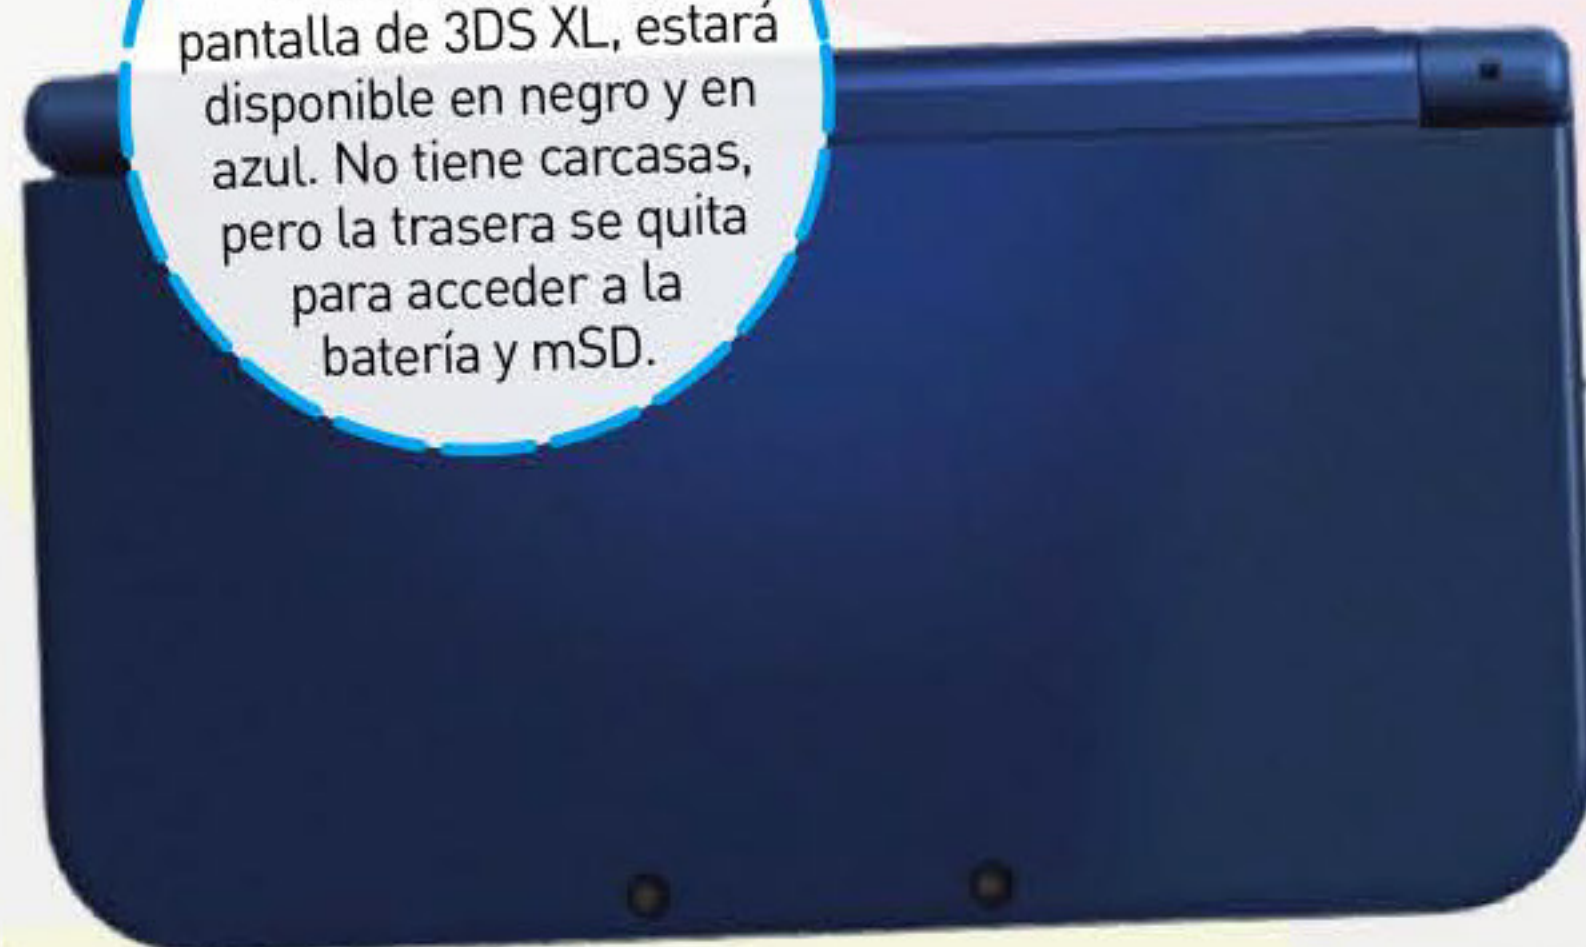 pantalla de 3DS XL, estará
disponible en negro y en
azul. No tiene carcasas,
pero la trasera se quita
para acceder a la
batería y mSD.